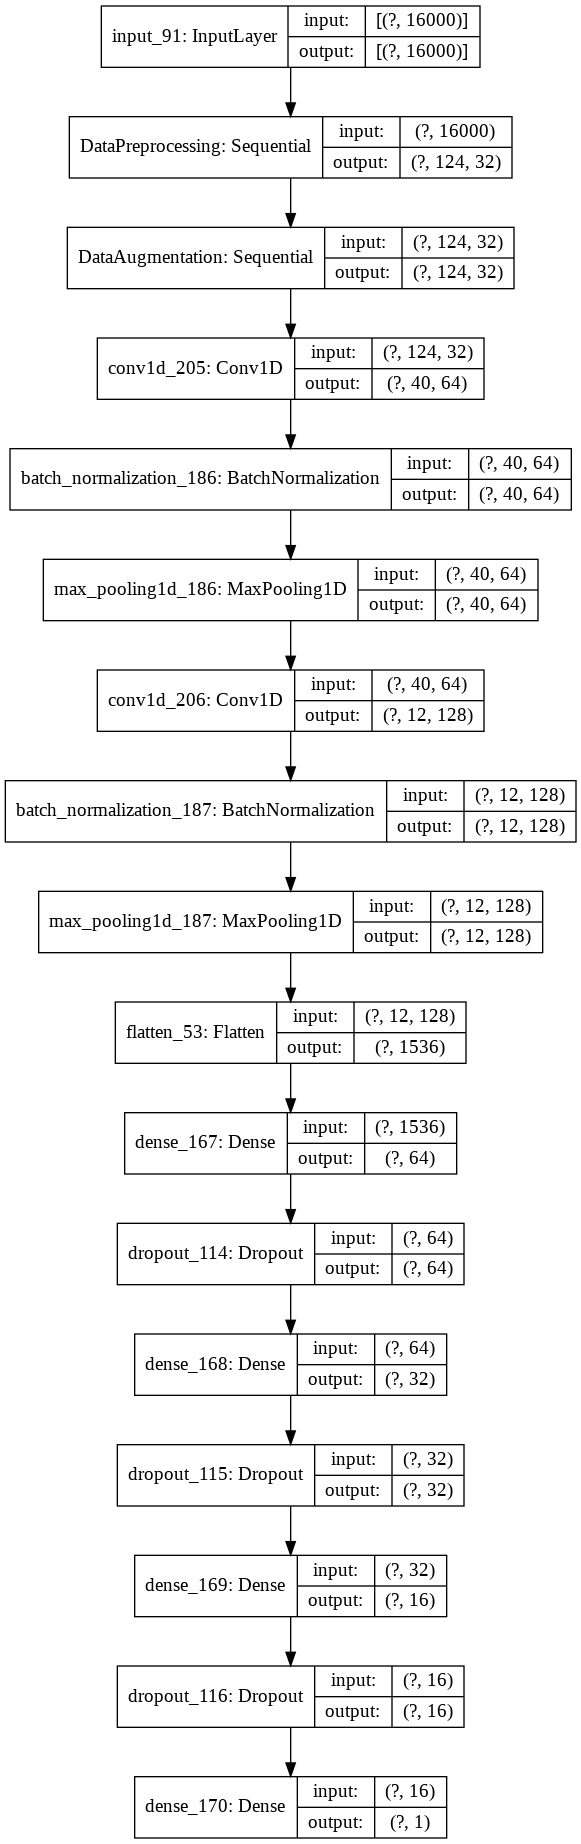 input_91: InputLayer
input: [(?, 16000)]
output: [(?, 16000)]
DataPreprocessing: Sequential
input: (?, 16000)
output: (?, 124, 32)
DataAugmentation: Sequential
input: (?, 124, 32)
output: (?, 124, 32)
conv1d_205: Conv1D
input: (?, 124, 32)
output: (?, 40, 64)
batch_normalization_186: BatchNormalization
input: (?, 40, 64)
output: (?, 40, 64)
max_pooling1d_186: MaxPooling1D
input: (?, 40, 64)
output: (?, 40, 64)
conv1d_206: Conv1D
input: (?, 40, 64)
output: (?, 12, 128)
batch_normalization_187: BatchNormalization
input: (?, 12, 128)
output: (?, 12, 128)
max_pooling1d_187: MaxPooling1D
input: (?, 12, 128)
output: (?, 12, 128)
flatten_53: Flatten
input: (?, 12, 128)
output: (?, 1536)
dense_167: Dense
input: (?, 1536)
output: (?, 64)
dropout_114: Dropout
input: (?, 64)
output: (?, 64)
dense_168: Dense
input: (?, 64)
output: (?, 32)
dropout_115: Dropout
input: (?, 32)
output: (?, 32)
dense_169: Dense
input: (?, 32)
output: (?, 16)
dropout_116: Dropout
input: (?, 16)
output: (?, 16)
dense_170: Dense
input: (?, 16)
output: (?, 1)